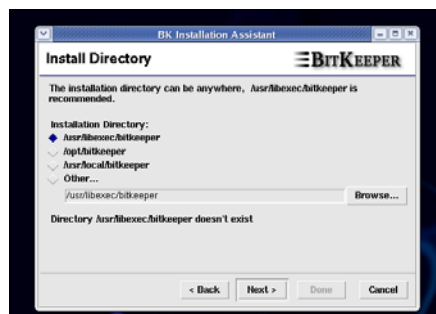 BK Installation Assistant
Install Directory
BITKEEPER
The installation directory can be anywhere, /usr/libexec/bitkeeper is
recommended.
Installation Directory:
/usr/libexec/bitkeeper
/opt/bitkeeper
/usr/local/bitkeeper
Other...
/usr/libexec/bitkeeper
Browse...
Directory /usr/libexec/bitkeeper doesn't exist
< Back Next > Done Cancel